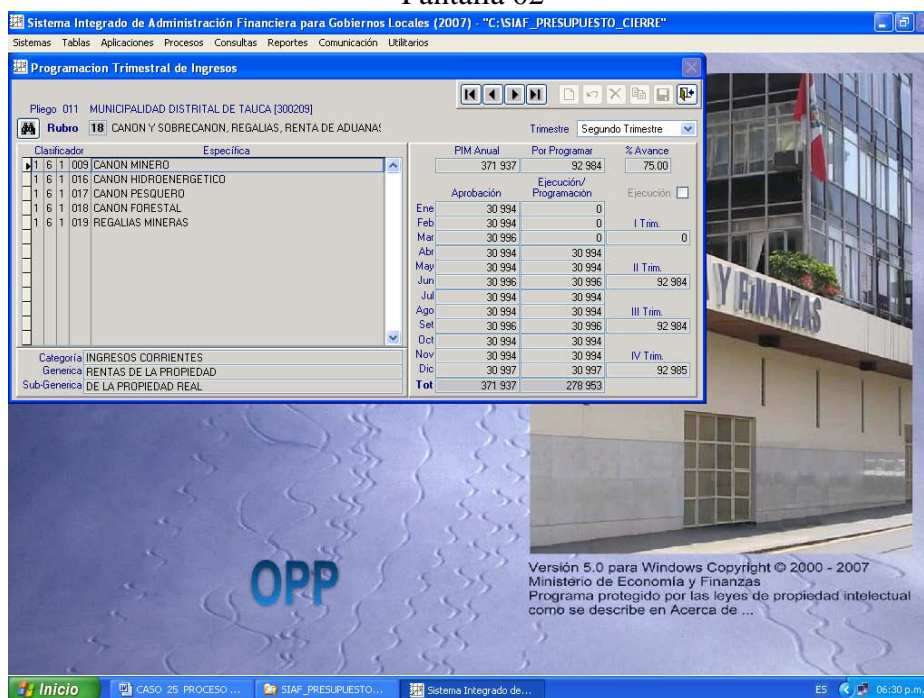 Pantalla 02
Sistema Integrado de Administración Financiera para Gobiernos Locales (2007) - "C:\SIAF_PRESUPUESTO_CIERRE"
Sistemas Tablas Aplicaciones Procesos Consultas Reportes Comunicación Utilitarios
Programacion Trimestral de Ingresos
Pliego 011 MUNICIPALIDAD DISTRITAL DE TAUCA [300209]
Rubro 18 CANON Y SOBRECANON, REGALIAS, RENTA DE ADUANAS
Trimestre Segundo Trimestre
Clasificador Específica
1 6 1 009 CANON MINERO
1 6 1 016 CANON HIDROENERGETICO
1 6 1 017 CANON PESQUERO
1 6 1 018 CANON FORESTAL
1 6 1 019 REGALIAS MINERAS
Categoría INGRESOS CORRIENTES
Generica RENTAS DE LA PROPIEDAD
Sub-Generica DE LA PROPIEDAD REAL
PIM Anual Por Programar % Avance
371 937 92 984 75.00
Aprobación Ejecución/ Programación Ejecución
Ene 30 994 0
Feb 30 994 0 I Trim.
Mar 30 996 0 0
Abr 30 994 30 994
May 30 994 30 994 II Trim.
Jun 30 996 30 996 92 984
Jul 30 994 30 994
Ago 30 994 30 994 III Trim.
Set 30 996 30 996 92 984
Oct 30 994 30 994
Nov 30 994 30 994 IV Trim.
Dic 30 997 30 997 92 985
Tot 371 937 278 953
Y FINANZAS
OPP
Versión 5.0 para Windows Copyright © 2000 - 2007
Ministerio de Economía y Finanzas
Programa protegido por las leyes de propiedad intelectual
como se describe en Acerca de ...
Inicio CASO 25 PROCESO ... SIAF_PRESUPUESTO... Sistema Integrado de... ES 06:30 p.m.